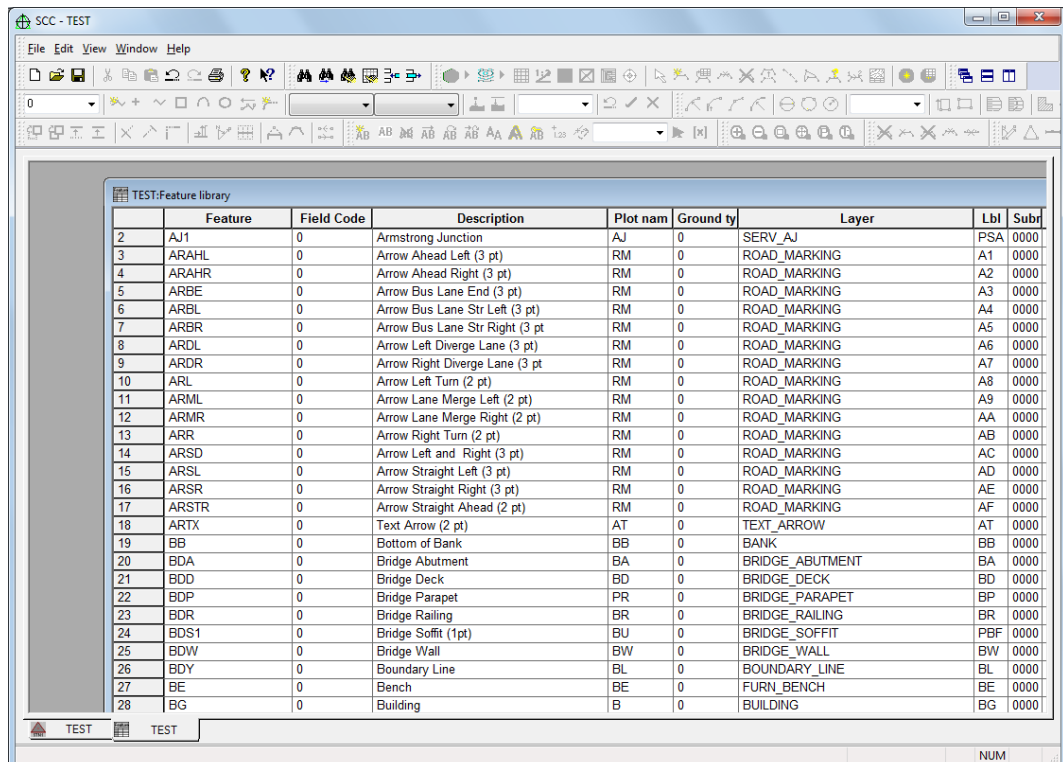 SCC - TEST
File Edit View Window Help
0
AB AB AB AB AB AB AA A AB 123
TEST:Feature library
Feature Field Code Description Plot nam Ground ty Layer Lbl Subr
2 AJ1 0 Armstrong Junction AJ 0 SERV_AJ PSA 0000
3 ARAHL 0 Arrow Ahead Left (3 pt) RM 0 ROAD_MARKING A1 0000
4 ARAHR 0 Arrow Ahead Right (3 pt) RM 0 ROAD_MARKING A2 0000
5 ARBE 0 Arrow Bus Lane End (3 pt) RM 0 ROAD_MARKING A3 0000
6 ARBL 0 Arrow Bus Lane Str Left (3 pt) RM 0 ROAD_MARKING A4 0000
7 ARBR 0 Arrow Bus Lane Str Right (3 pt RM 0 ROAD_MARKING A5 0000
8 ARDL 0 Arrow Left Diverge Lane (3 pt) RM 0 ROAD_MARKING A6 0000
9 ARDR 0 Arrow Right Diverge Lane (3 pt RM 0 ROAD_MARKING A7 0000
10 ARL 0 Arrow Left Turn (2 pt) RM 0 ROAD_MARKING A8 0000
11 ARML 0 Arrow Lane Merge Left (2 pt) RM 0 ROAD_MARKING A9 0000
12 ARMR 0 Arrow Lane Merge Right (2 pt) RM 0 ROAD_MARKING AA 0000
13 ARR 0 Arrow Right Turn (2 pt) RM 0 ROAD_MARKING AB 0000
14 ARSD 0 Arrow Left and Right (3 pt) RM 0 ROAD_MARKING AC 0000
15 ARSL 0 Arrow Straight Left (3 pt) RM 0 ROAD_MARKING AD 0000
16 ARSR 0 Arrow Straight Right (3 pt) RM 0 ROAD_MARKING AE 0000
17 ARSTR 0 Arrow Straight Ahead (2 pt) RM 0 ROAD_MARKING AF 0000
18 ARTX 0 Text Arrow (2 pt) AT 0 TEXT_ARROW AT 0000
19 BB 0 Bottom of Bank BB 0 BANK BB 0000
20 BDA 0 Bridge Abutment BA 0 BRIDGE_ABUTMENT BA 0000
21 BDD 0 Bridge Deck BD 0 BRIDGE_DECK BD 0000
22 BDP 0 Bridge Parapet PR 0 BRIDGE_PARAPET BP 0000
23 BDR 0 Bridge Railing BR 0 BRIDGE_RAILING BR 0000
24 BDS1 0 Bridge Soffit (1pt) BU 0 BRIDGE_SOFFIT PBF 0000
25 BDW 0 Bridge Wall BW 0 BRIDGE_WALL BW 0000
26 BDY 0 Boundary Line BL 0 BOUNDARY_LINE BL 0000
27 BE 0 Bench BE 0 FURN_BENCH BE 0000
28 BG 0 Building B 0 BUILDING BG 0000
TEST TEST
NUM